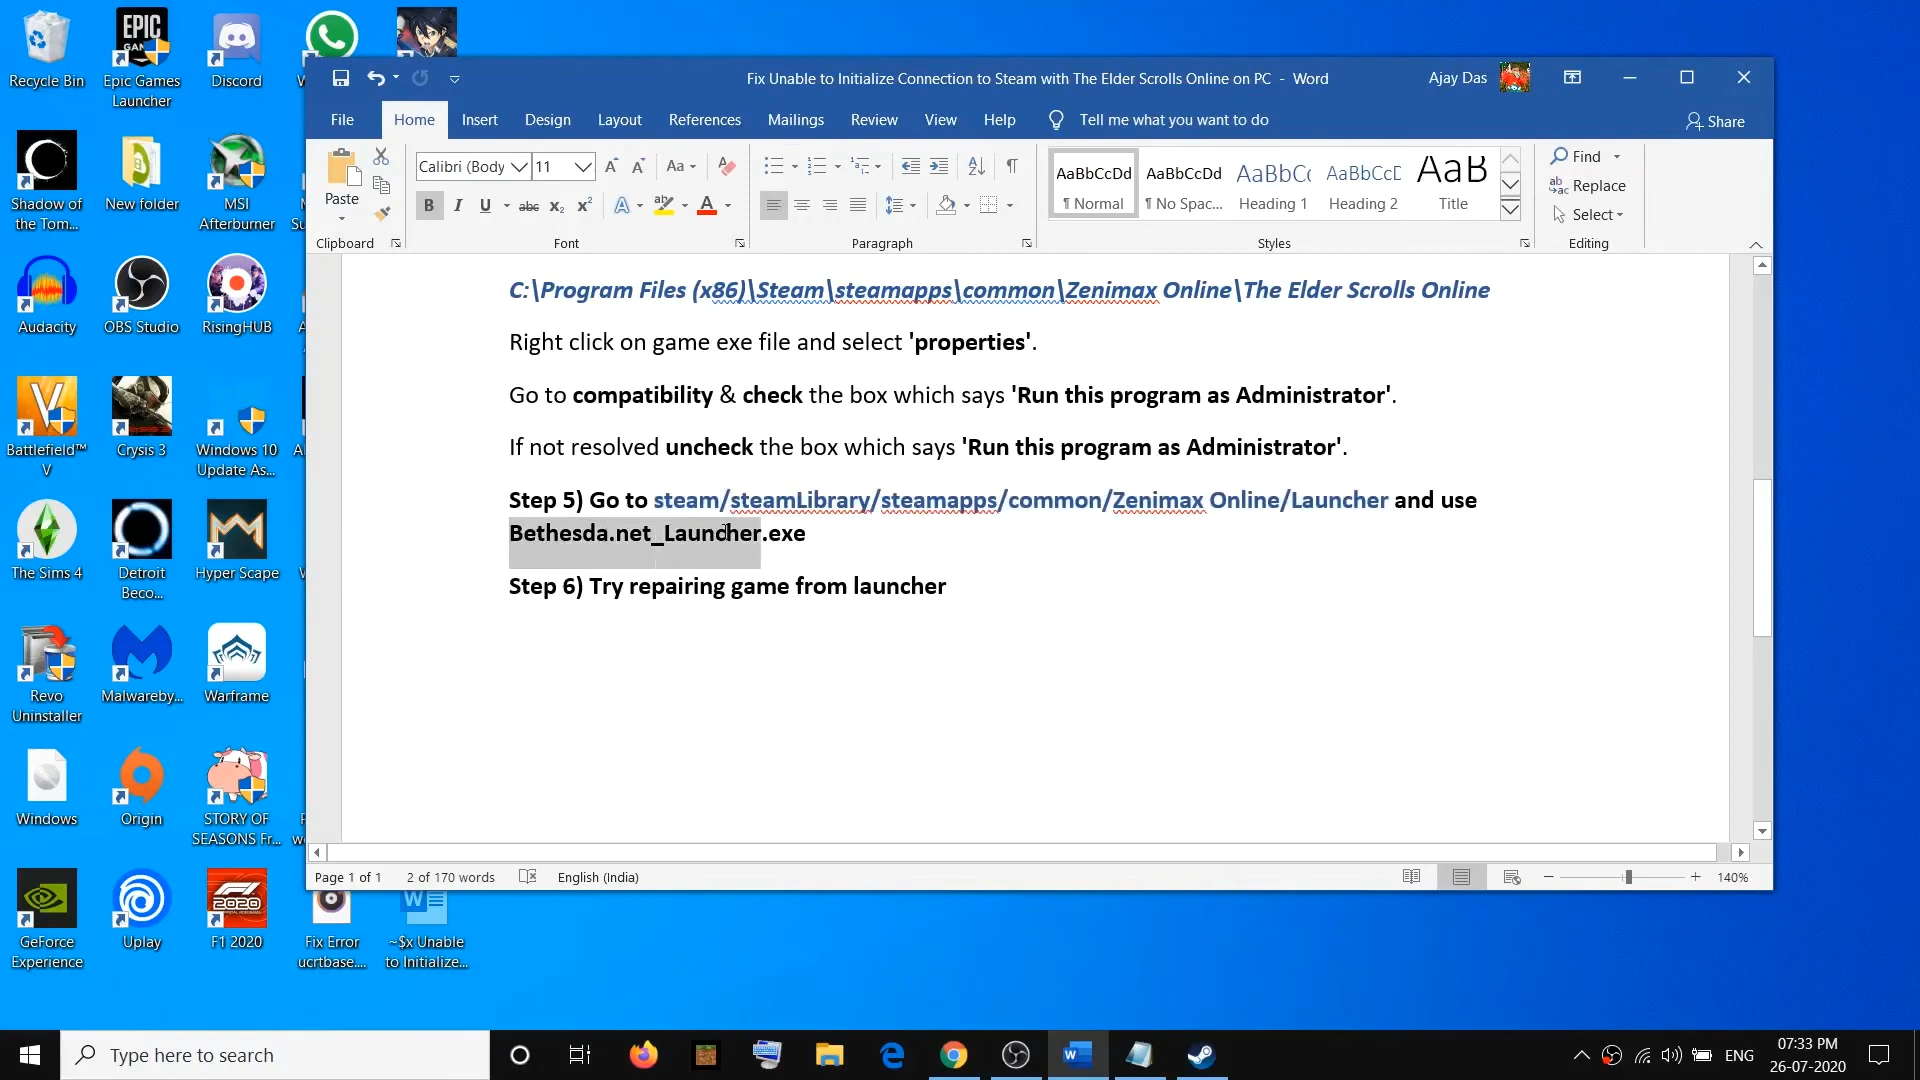 Recycle Bin
Epic Games
Launcher
Discord
Fix Unable to Initialize Connection to Steam with The Elder Scrolls Online on PC - Word
Ajay Das
File Home Insert Design Layout References Mailings Review View Help Tell me what you want to do Share
Paste
Calibri (Body 11 Aa
AaBbCcDd AaBbCcDd AaBbC AaBbCcE AaB
¶ Normal ¶ No Spac... Heading 1 Heading 2 Title
Find
Replace
Select
Clipboard Font Paragraph Styles Editing
Shadow of
the Tom...
New folder
MSI
Afterburner
Audacity
OBS Studio
RisingHUB
Battlefield™
V
Crysis 3
Windows 10
Update As...
The Sims 4
Detroit
Beco...
Hyper Scape
Revo
Uninstaller
Malwareby...
Warframe
Windows
Origin
STORY OF
SEASONS Fr...
GeForce
Experience
Uplay
F1 2020
Fix Error
ucrtbase....
~$x Unable
to Initialize...
C:\Program Files (x86)\Steam\steamapps\common\Zenimax Online\The Elder Scrolls Online
Right click on game exe file and select 'properties'.
Go to compatibility & check the box which says 'Run this program as Administrator'.
If not resolved uncheck the box which says 'Run this program as Administrator'.
Step 5) Go to steam/steamLibrary/steamapps/common/Zenimax Online/Launcher and use
Bethesda.net_Launcher.exe
Step 6) Try repairing game from launcher
Page 1 of 1 2 of 170 words English (India) 140%
Type here to search
ENG
07:33 PM
26-07-2020